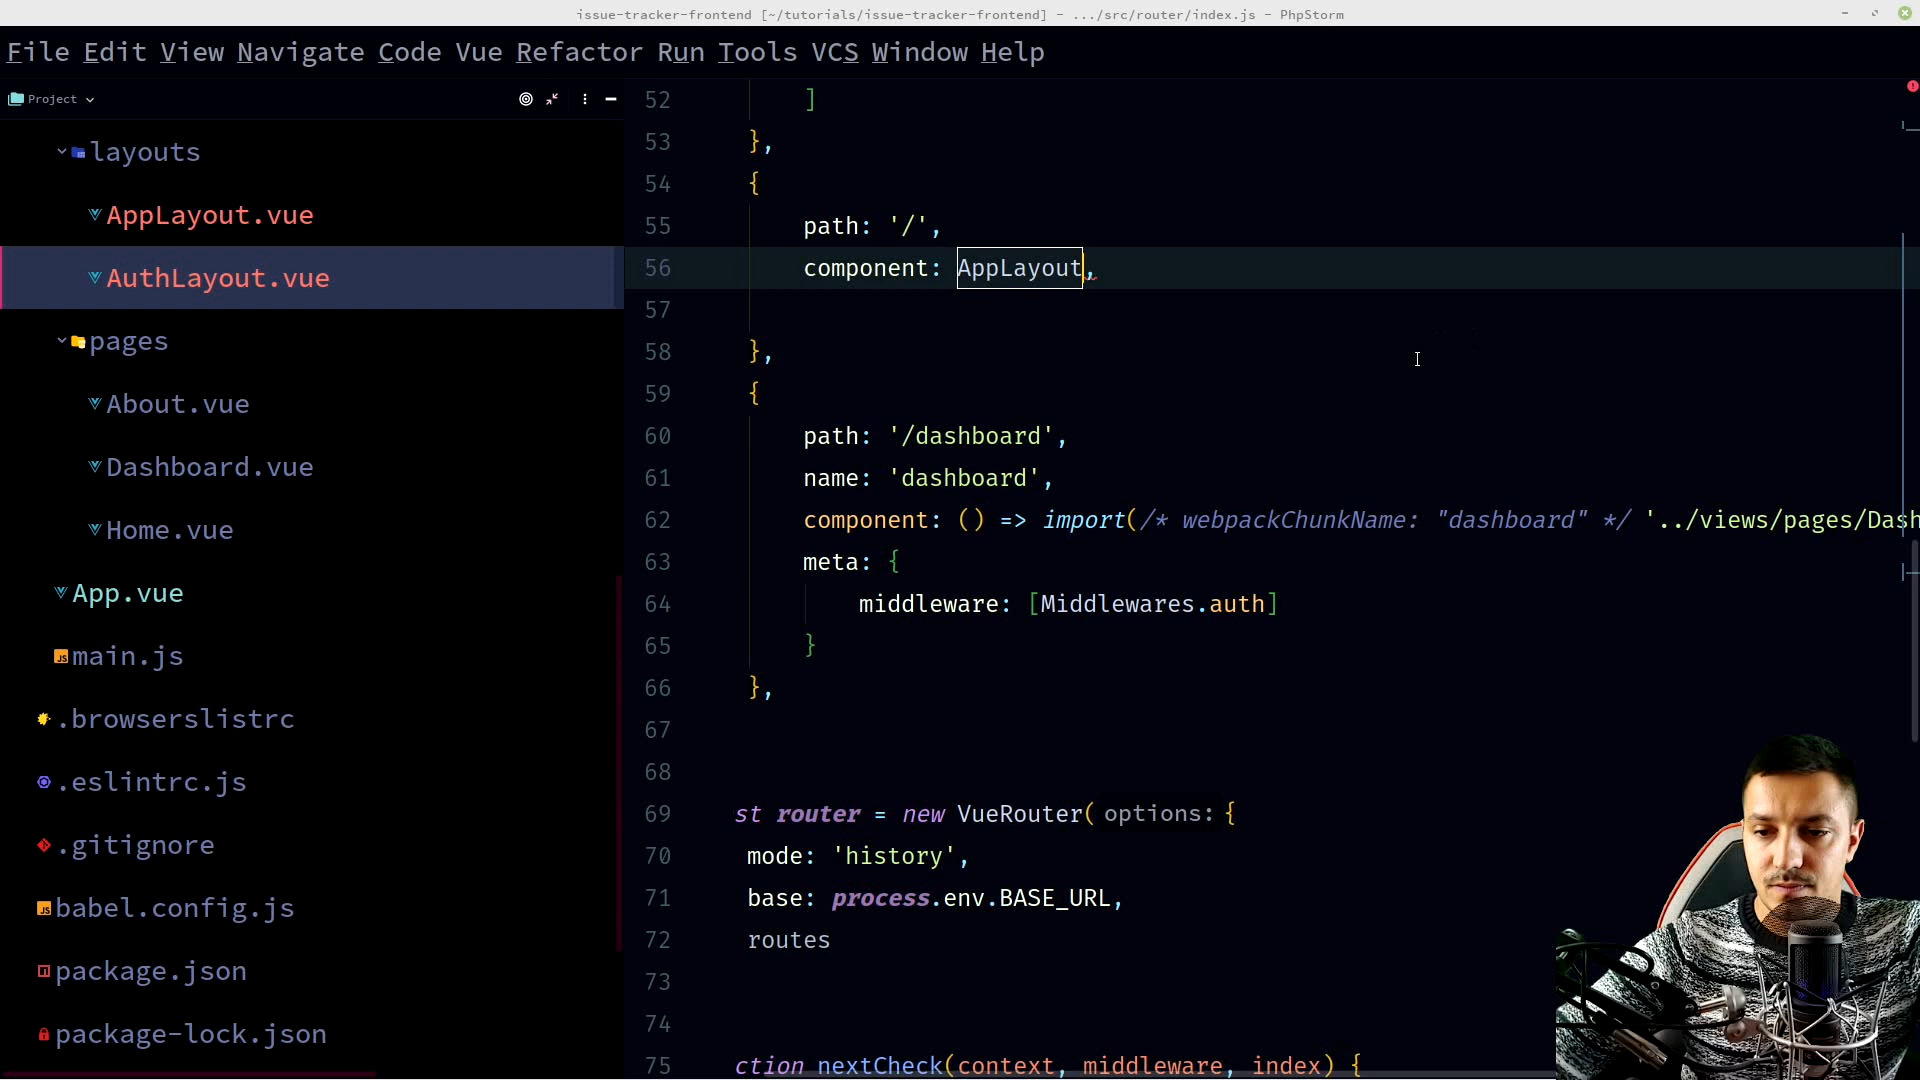 issue-tracker-frontend [~/tutorials/issue-tracker-frontend] – .../src/router/index.js – PhpStorm
File Edit View Navigate Code Vue Refactor Run Tools VCS Window Help
Project
layouts
AppLayout.vue
AuthLayout.vue
pages
About.vue
Dashboard.vue
Home.vue
App.vue
main.js
.browserslistrc
.eslintrc.js
.gitignore
babel.config.js
package.json
package-lock.json
52 ]
53 },
54 {
55 path: '/',
56 component: AppLayout,
57
58 },
59 {
60 path: '/dashboard',
61 name: 'dashboard',
62 component: () => import(/* webpackChunkName: "dashboard" */ '../views/pages/Dash
63 meta: {
64 middleware: [Middlewares.auth]
65 }
66 },
67
68
69 st router = new VueRouter( options: {
70 mode: 'history',
71 base: process.env.BASE_URL,
72 routes
73
74
75 ction nextCheck(context, middleware, index) {